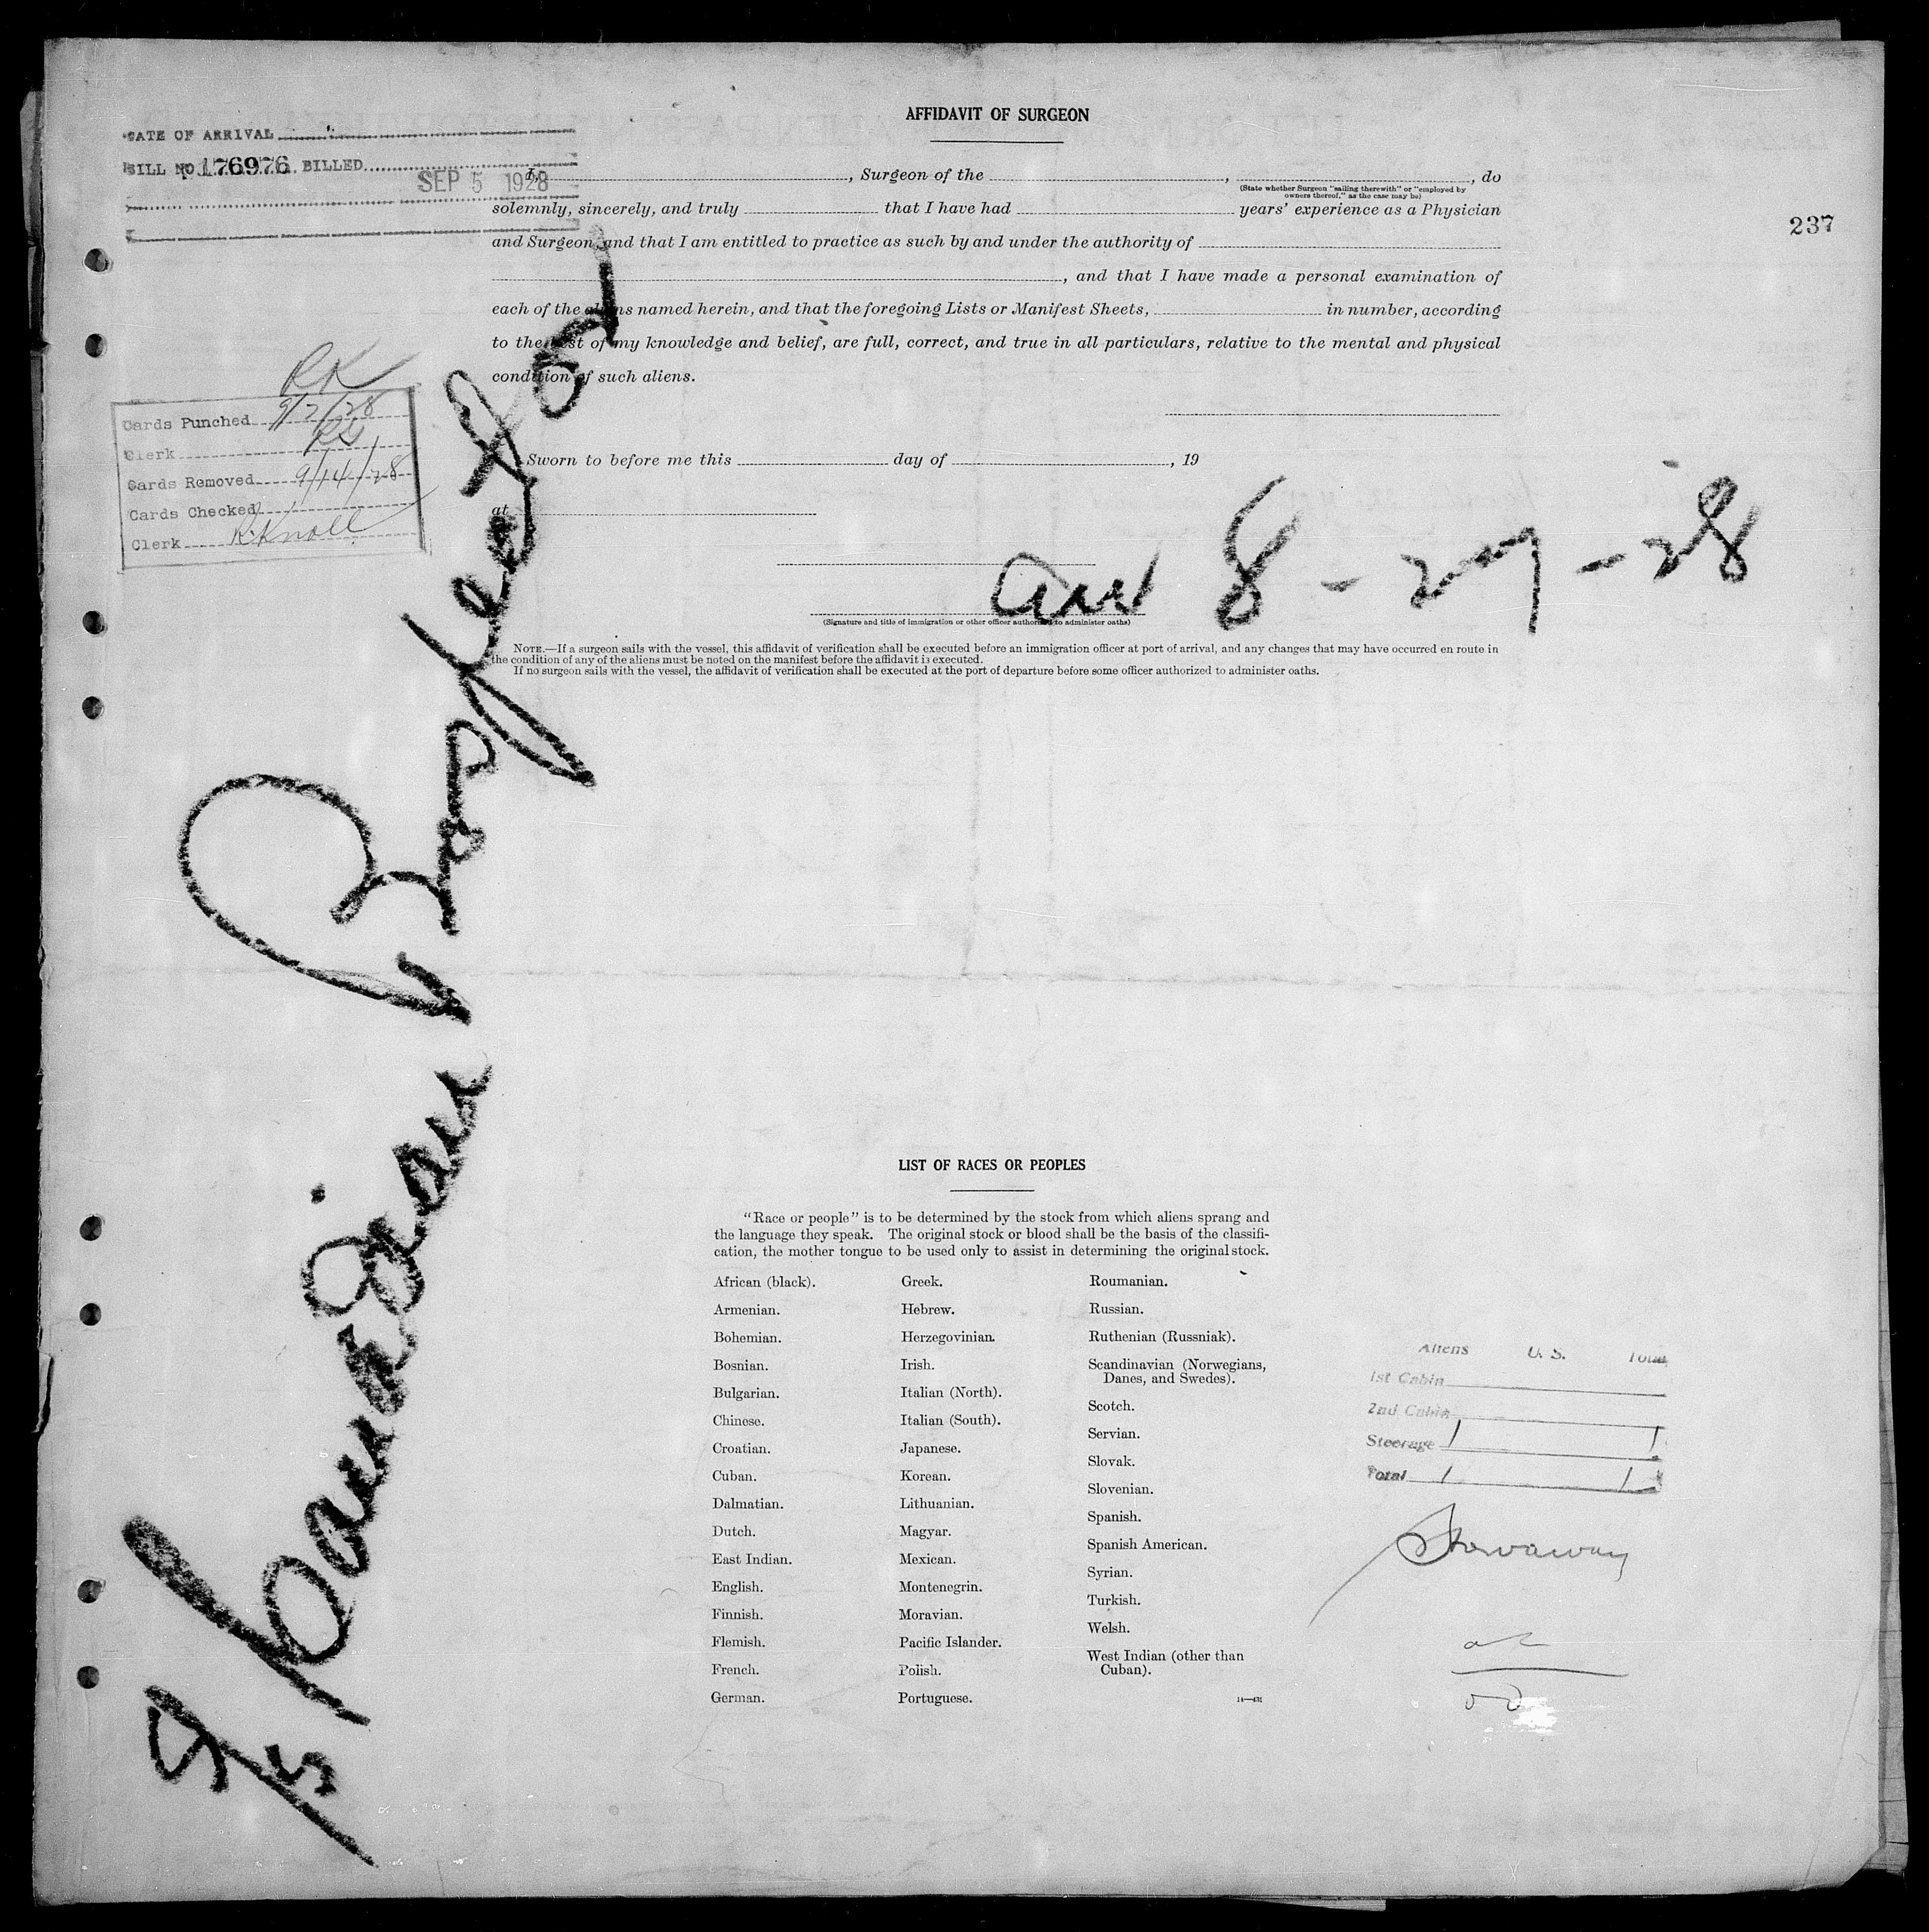 AFFIDAVIT OF SURGEON
DATE OF ARRIVAL
BILL NO 176976 BILLED
SEP 5 1928
I, , Surgeon of the , , do
(State whether Surgeon "sailing therewith" or "employed by
owners thereof," as the case may be)
solemnly, sincerely, and truly that I have had years' experience as a Physician
and Surgeon, and that I am entitled to practice as such by and under the authority of
, and that I have made a personal examination of
each of the aliens named herein, and that the foregoing Lists or Manifest Sheets, in number, according
to the best of my knowledge and belief, are full, correct, and true in all particulars, relative to the mental and physical
condition of such aliens.
237
RK
Cards Punched 9/7/28
Clerk
Cards Removed 9/14/28
Cards Checked
Clerk R. Knoll
Sworn to before me this day of , 19
at
arr 8-27-28
(Signature and title of immigration or other officer authorized to administer oaths)
NOTE.—If a surgeon sails with the vessel, this affidavit of verification shall be executed before an immigration officer at port of arrival, and any changes that may have occurred en route in
the condition of any of the aliens must be noted on the manifest before the affidavit is executed.
If no surgeon sails with the vessel, the affidavit of verification shall be executed at the port of departure before some officer authorized to administer oaths.
S/S Canadian
LIST OF RACES OR PEOPLES
"Race or people" is to be determined by the stock from which aliens sprang and
the language they speak. The original stock or blood shall be the basis of the classifi-
cation, the mother tongue to be used only to assist in determining the original stock.
African (black).
Armenian.
Bohemian.
Bosnian.
Bulgarian.
Chinese.
Croatian.
Cuban.
Dalmatian.
Dutch.
East Indian.
English.
Finnish.
Flemish.
French.
German.
Greek.
Hebrew.
Herzegovinian.
Irish.
Italian (North).
Italian (South).
Japanese.
Korean.
Lithuanian.
Magyar.
Mexican.
Montenegrin.
Moravian.
Pacific Islander.
Polish.
Portuguese.
Roumanian.
Russian.
Ruthenian (Russniak).
Scandinavian (Norwegians,
Danes, and Swedes).
Scotch.
Servian.
Slovak.
Slovenian.
Spanish.
Spanish American.
Syrian.
Turkish.
Welsh.
West Indian (other than
Cuban).
Aliens U. S. Total
1st Cabin
2nd Cabin
Steerage 1 1
Total 1 1
Stowaway